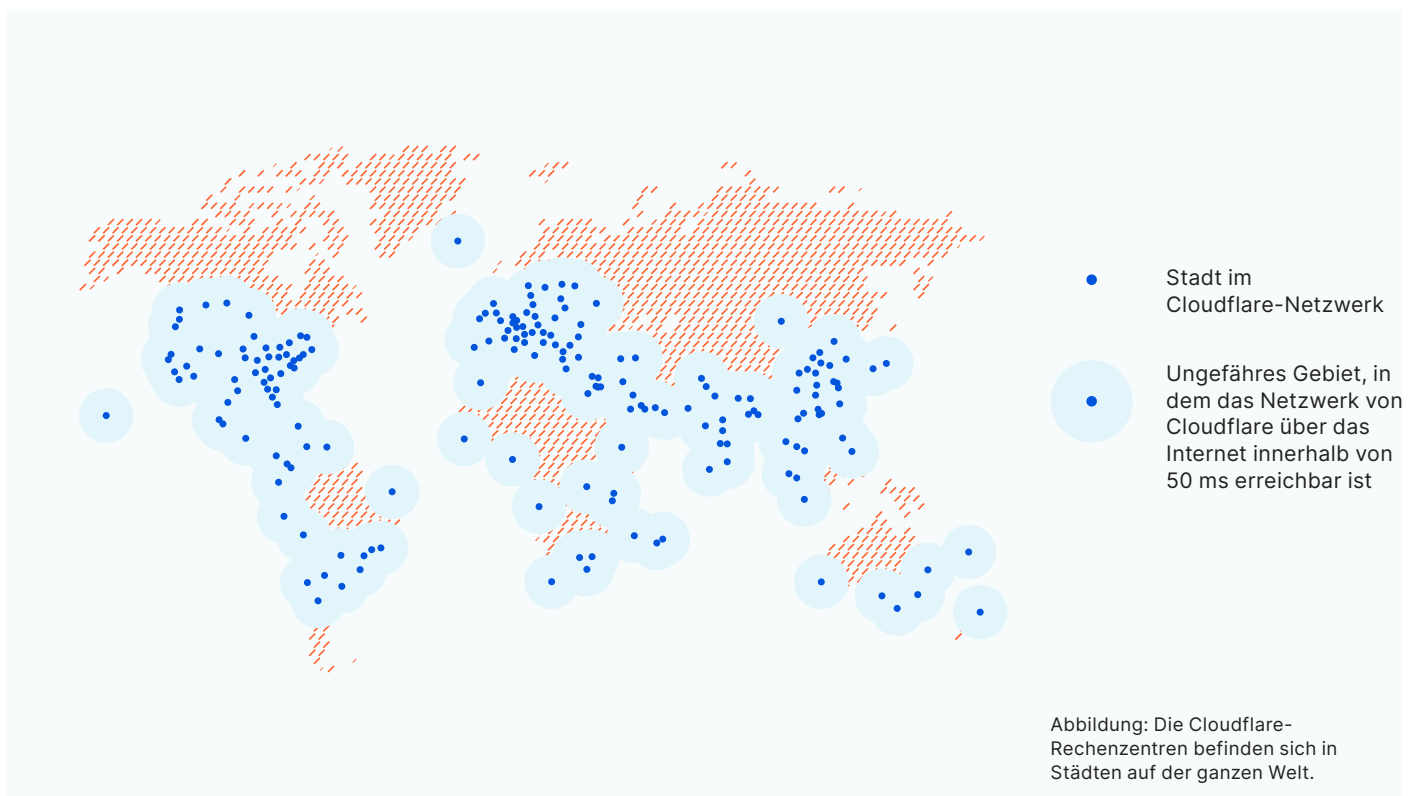 Stadt im
Cloudflare-Netzwerk
Ungefähres Gebiet, in
dem das Netzwerk von
Cloudflare über das
Internet innerhalb von
50 ms erreichbar ist
Abbildung: Die Cloudflare-
Rechenzentren befinden sich in
Städten auf der ganzen Welt.